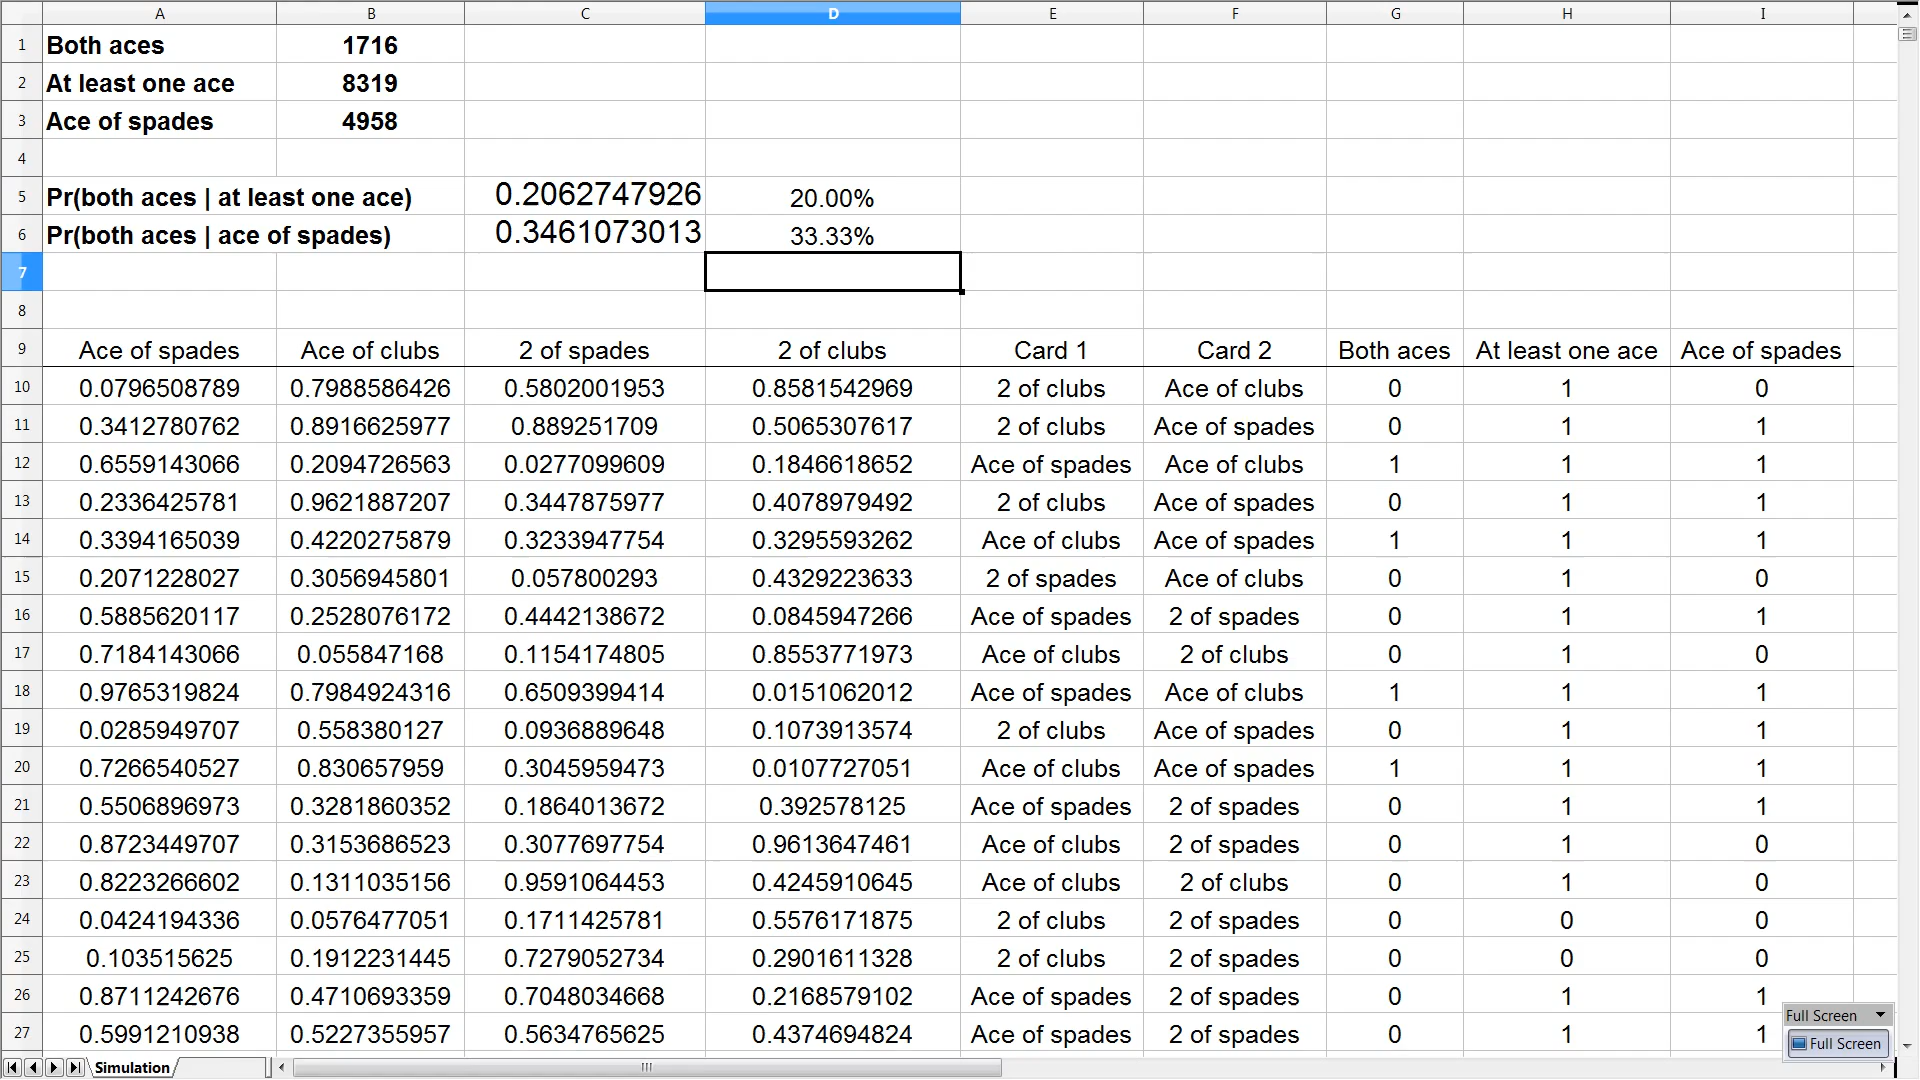 A B C D E F G H I
1 Both aces 1716
2 At least one ace 8319
3 Ace of spades 4958
4
5 Pr(both aces | at least one ace) 0.2062747926 20.00%
6 Pr(both aces | ace of spades) 0.3461073013 33.33%
7
8
9 Ace of spades Ace of clubs 2 of spades 2 of clubs Card 1 Card 2 Both aces At least one ace Ace of spades
10 0.0796508789 0.7988586426 0.5802001953 0.8581542969 2 of clubs Ace of clubs 0 1 0
11 0.3412780762 0.8916625977 0.889251709 0.5065307617 2 of clubs Ace of spades 0 1 1
12 0.6559143066 0.2094726563 0.0277099609 0.1846618652 Ace of spades Ace of clubs 1 1 1
13 0.2336425781 0.9621887207 0.3447875977 0.4078979492 2 of clubs Ace of spades 0 1 1
14 0.3394165039 0.4220275879 0.3233947754 0.3295593262 Ace of clubs Ace of spades 1 1 1
15 0.2071228027 0.3056945801 0.057800293 0.4329223633 2 of spades Ace of clubs 0 1 0
16 0.5885620117 0.2528076172 0.4442138672 0.0845947266 Ace of spades 2 of spades 0 1 1
17 0.7184143066 0.055847168 0.1154174805 0.8553771973 Ace of clubs 2 of clubs 0 1 0
18 0.9765319824 0.7984924316 0.6509399414 0.0151062012 Ace of spades Ace of clubs 1 1 1
19 0.0285949707 0.558380127 0.0936889648 0.1073913574 2 of clubs Ace of spades 0 1 1
20 0.7266540527 0.830657959 0.3045959473 0.0107727051 Ace of clubs Ace of spades 1 1 1
21 0.5506896973 0.3281860352 0.1864013672 0.392578125 Ace of spades 2 of spades 0 1 1
22 0.8723449707 0.3153686523 0.3077697754 0.9613647461 Ace of clubs 2 of spades 0 1 0
23 0.8223266602 0.1311035156 0.9591064453 0.4245910645 Ace of clubs 2 of clubs 0 1 0
24 0.0424194336 0.0576477051 0.1711425781 0.5576171875 2 of clubs 2 of spades 0 0 0
25 0.103515625 0.1912231445 0.7279052734 0.2901611328 2 of clubs 2 of spades 0 0 0
26 0.8711242676 0.4710693359 0.7048034668 0.2168579102 Ace of spades 2 of spades 0 1 1
27 0.5991210938 0.5227355957 0.5634765625 0.4374694824 Ace of spades 2 of spades 0 1 1
Full Screen
Full Screen
Simulation